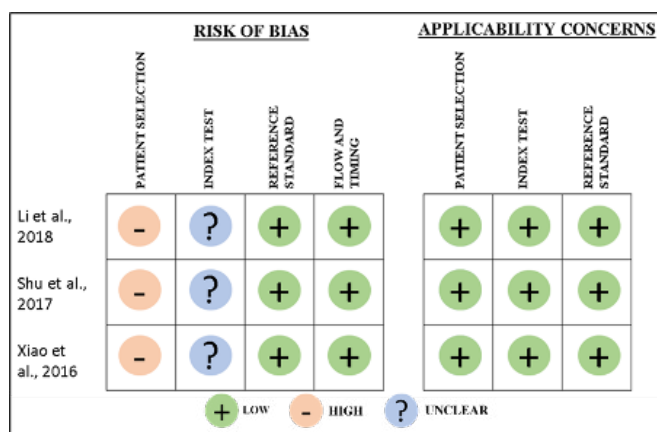 RISK OF BIAS
APPLICABILITY CONCERNS
PATIENT SELECTION
INDEX TEST
REFERENCE
STANDARD
FLOW AND
TIMING
PATIENT SELECTION
INDEX TEST
REFERENCE
STANDARD
Li et al.,
2018
- ? + + + + +
Shu et al.,
2017
- ? + + + + +
Xiao et
al., 2016
- ? + + + + +
+ LOW - HIGH ? UNCLEAR